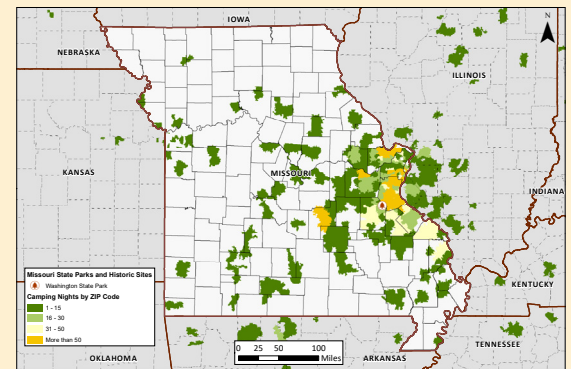 IOWA
N
NEBRASKA
ILLINOIS
KANSAS
MISSOURI
INDIANA
Missouri State Parks and Historic Sites
Washington State Park
Camping Nights by ZIP Code
1 - 15
16 - 30
31 - 50
More than 50
KENTUCKY
0 25 50 100
Miles
OKLAHOMA
ARKANSAS
TENNESSEE